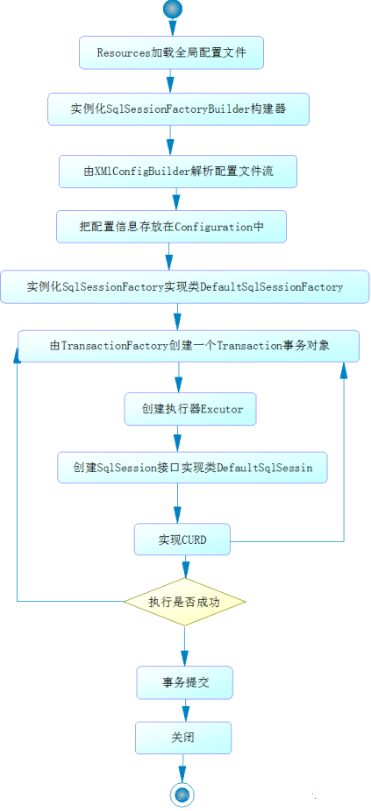 Resources加载全局配置文件
实例化SqlSessionFactoryBuilder构建器
由XMlConfigBuilder解析配置文件流
把配置信息存放在Configuration中
实例化SqlSessionFactory实现类DefaultSqlSessionFactory
由TransactionFactory创建一个Transaction事务对象
创建执行器Excutor
创建SqlSession接口实现类DefaultSqlSessin
实现CURD
执行是否成功
事务提交
关闭